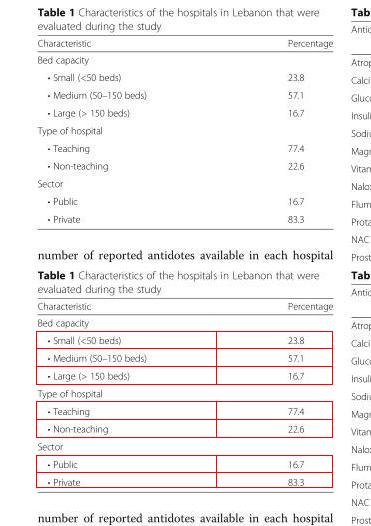 Table 1 Characteristics of the hospitals in Lebanon that were
evaluated during the study
Characteristic Percentage
Bed capacity
• Small (<50 beds) 23.8
• Medium (50–150 beds) 57.1
• Large (> 150 beds) 16.7
Type of hospital
• Teaching 77.4
• Non-teaching 22.6
Sector
• Public 16.7
• Private 83.3
number of reported antidotes available in each hospital
Table 1 Characteristics of the hospitals in Lebanon that were
evaluated during the study
Characteristic Percentage
Bed capacity
• Small (<50 beds) 23.8
• Medium (50–150 beds) 57.1
• Large (> 150 beds) 16.7
Type of hospital
• Teaching 77.4
• Non-teaching 22.6
Sector
• Public 16.7
• Private 83.3
number of reported antidotes available in each hospital
Tab
Antic
Atrop
Calci
Gluco
Insuli
Sodiu
Magr
Vitar
Nalox
Flum
Prota
NAC
Prost
Tab
Antic
Atrop
Calci
Gluco
Insuli
Sodiu
Magr
Vitar
Nalox
Flum
Prota
NAC